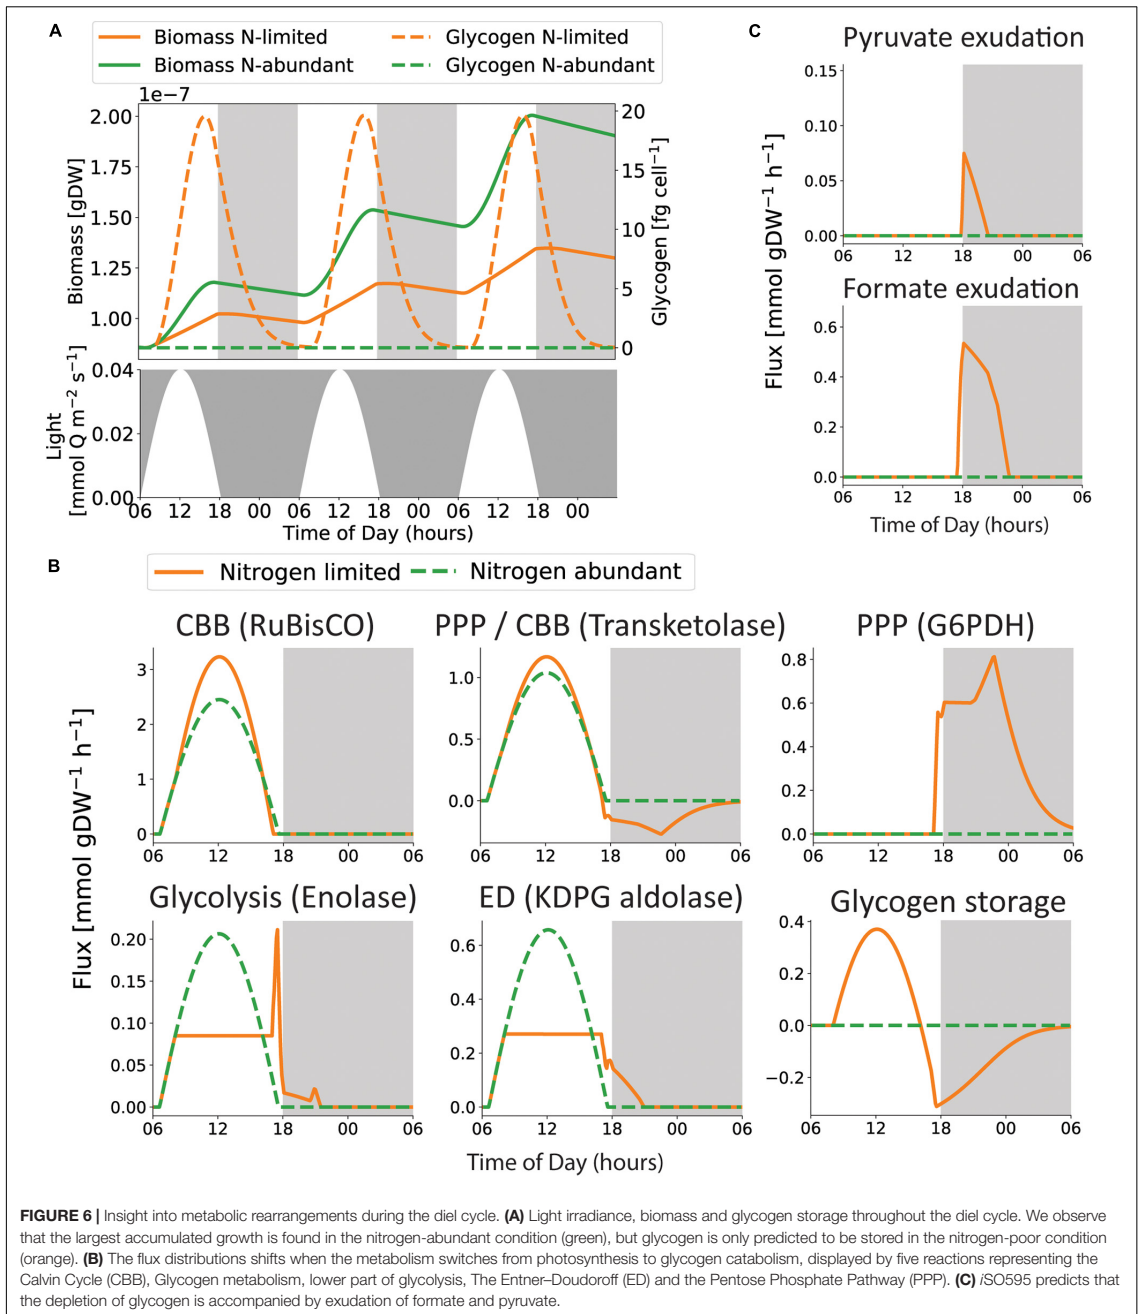 A
Biomass N-limited
Glycogen N-limited
Biomass N-abundant
Glycogen N-abundant
1e−7
2.00
1.75
1.50
1.25
1.00
Biomass [gDW]
20
15
10
5
0
Glycogen [fg cell⁻¹]
0.04
0.02
0.00
Light
[mmol Q m⁻² s⁻¹]
06 12 18 00 06 12 18 00 06 12 18 00
Time of Day (hours)
C
Pyruvate exudation
0.15
0.10
0.05
0.00
06 12 18 00 06
Formate exudation
0.6
0.4
0.2
0.0
06 12 18 00 06
Flux [mmol gDW⁻¹ h⁻¹]
Time of Day (hours)
B
Nitrogen limited
Nitrogen abundant
CBB (RuBisCO)
3
2
1
0
06 12 18 00 06
PPP / CBB (Transketolase)
1.0
0.5
0.0
06 12 18 00 06
PPP (G6PDH)
0.8
0.6
0.4
0.2
0.0
06 12 18 00 06
Flux [mmol gDW⁻¹ h⁻¹]
Glycolysis (Enolase)
0.20
0.15
0.10
0.05
0.00
06 12 18 00 06
ED (KDPG aldolase)
0.6
0.4
0.2
0.0
06 12 18 00 06
Glycogen storage
0.4
0.2
0.0
−0.2
06 12 18 00 06
Time of Day (hours)
FIGURE 6 | Insight into metabolic rearrangements during the diel cycle. (A) Light irradiance, biomass and glycogen storage throughout the diel cycle. We observe
that the largest accumulated growth is found in the nitrogen-abundant condition (green), but glycogen is only predicted to be stored in the nitrogen-poor condition
(orange). (B) The flux distributions shifts when the metabolism switches from photosynthesis to glycogen catabolism, displayed by five reactions representing the
Calvin Cycle (CBB), Glycogen metabolism, lower part of glycolysis, The Entner–Doudoroff (ED) and the Pentose Phosphate Pathway (PPP). (C) iSO595 predicts that
the depletion of glycogen is accompanied by exudation of formate and pyruvate.